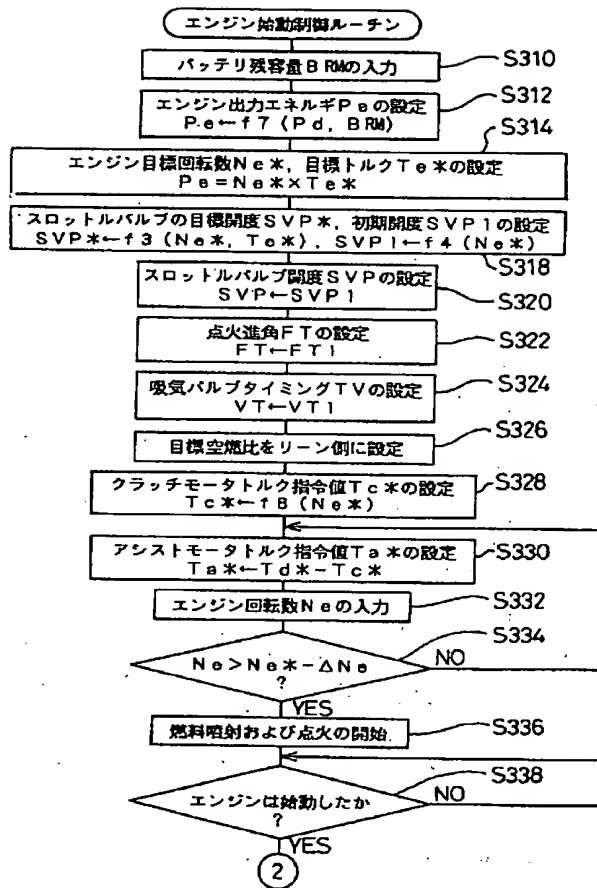 エンジン始動制御ルーチン
バッテリ残容量BRMの入力
S310
エンジン出力エネルギPeの設定
Pe←f7(Pd, BRM)
S312
S314
エンジン目標回転数Ne*,目標トルクTe*の設定
Pe=Ne*×Te*
スロットルバルブの目標開度SVP*,初期開度SVP1の設定
SVP*←f3(Ne*, Te*), SVP1←f4(Ne*)
S318
スロットルバルブ開度SVPの設定
SVP←SVP1
S320
点火進角FTの設定
FT←FT1
S322
吸気バルブタイミングTVの設定
VT←VT1
S324
目標空燃比をリーン側に設定
S326
クラッチモータトルク指令値Tc*の設定
Tc*←f8(Ne*)
S328
アシストモータトルク指令値Ta*の設定
Ta*←Td*-Tc*
S330
エンジン回転数Neの入力
S332
S334
Ne>Ne*-△Ne
?
NO
YES
燃料噴射および点火の開始
S336
S338
エンジンは始動したか
?
NO
YES
2